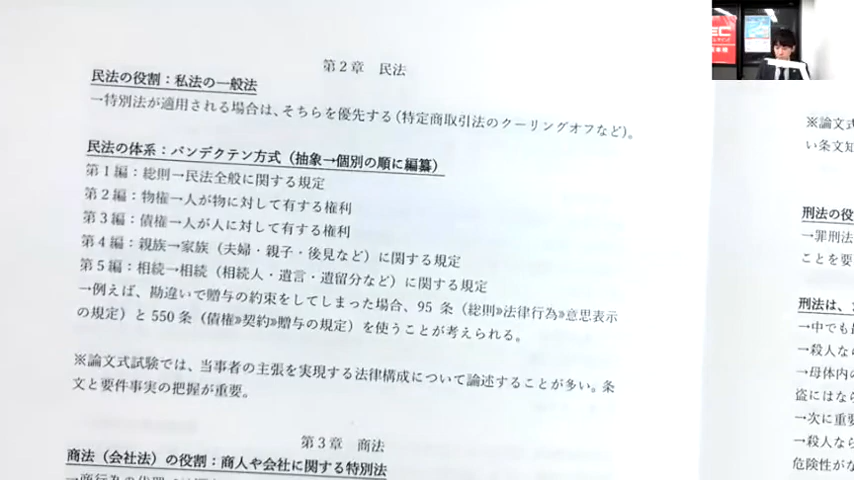 第２章　民法
民法の役割：私法の一般法
→特別法が適用される場合は、そちらを優先する（特定商取引法のクーリングオフなど）。
民法の体系：パンデクテン方式（抽象→個別の順に編纂）
第１編：総則→民法全般に関する規定
第２編：物権→人が物に対して有する権利
第３編：債権→人が人に対して有する権利
第４編：親族→家族（夫婦・親子・後見など）に関する規定
第５編：相続→相続（相続人・遺言・遺留分など）に関する規定
→例えば、勘違いで贈与の約束をしてしまった場合、95 条（総則»法律行為»意思表示
の規定）と 550 条（債権»契約»贈与の規定）を使うことが考えられる。
※論文式試験では、当事者の主張を実現する法律構成について論述することが多い。条
文と要件事実の把握が重要。
第３章　商法
商法（会社法）の役割：商人や会社に関する特別法
※論文式
い条文知
刑法の役
→罪刑法
ことを要
刑法は、
→中でも
→殺人な
→母体内の
盗にはな
→次に重要
→殺人な
危険性が